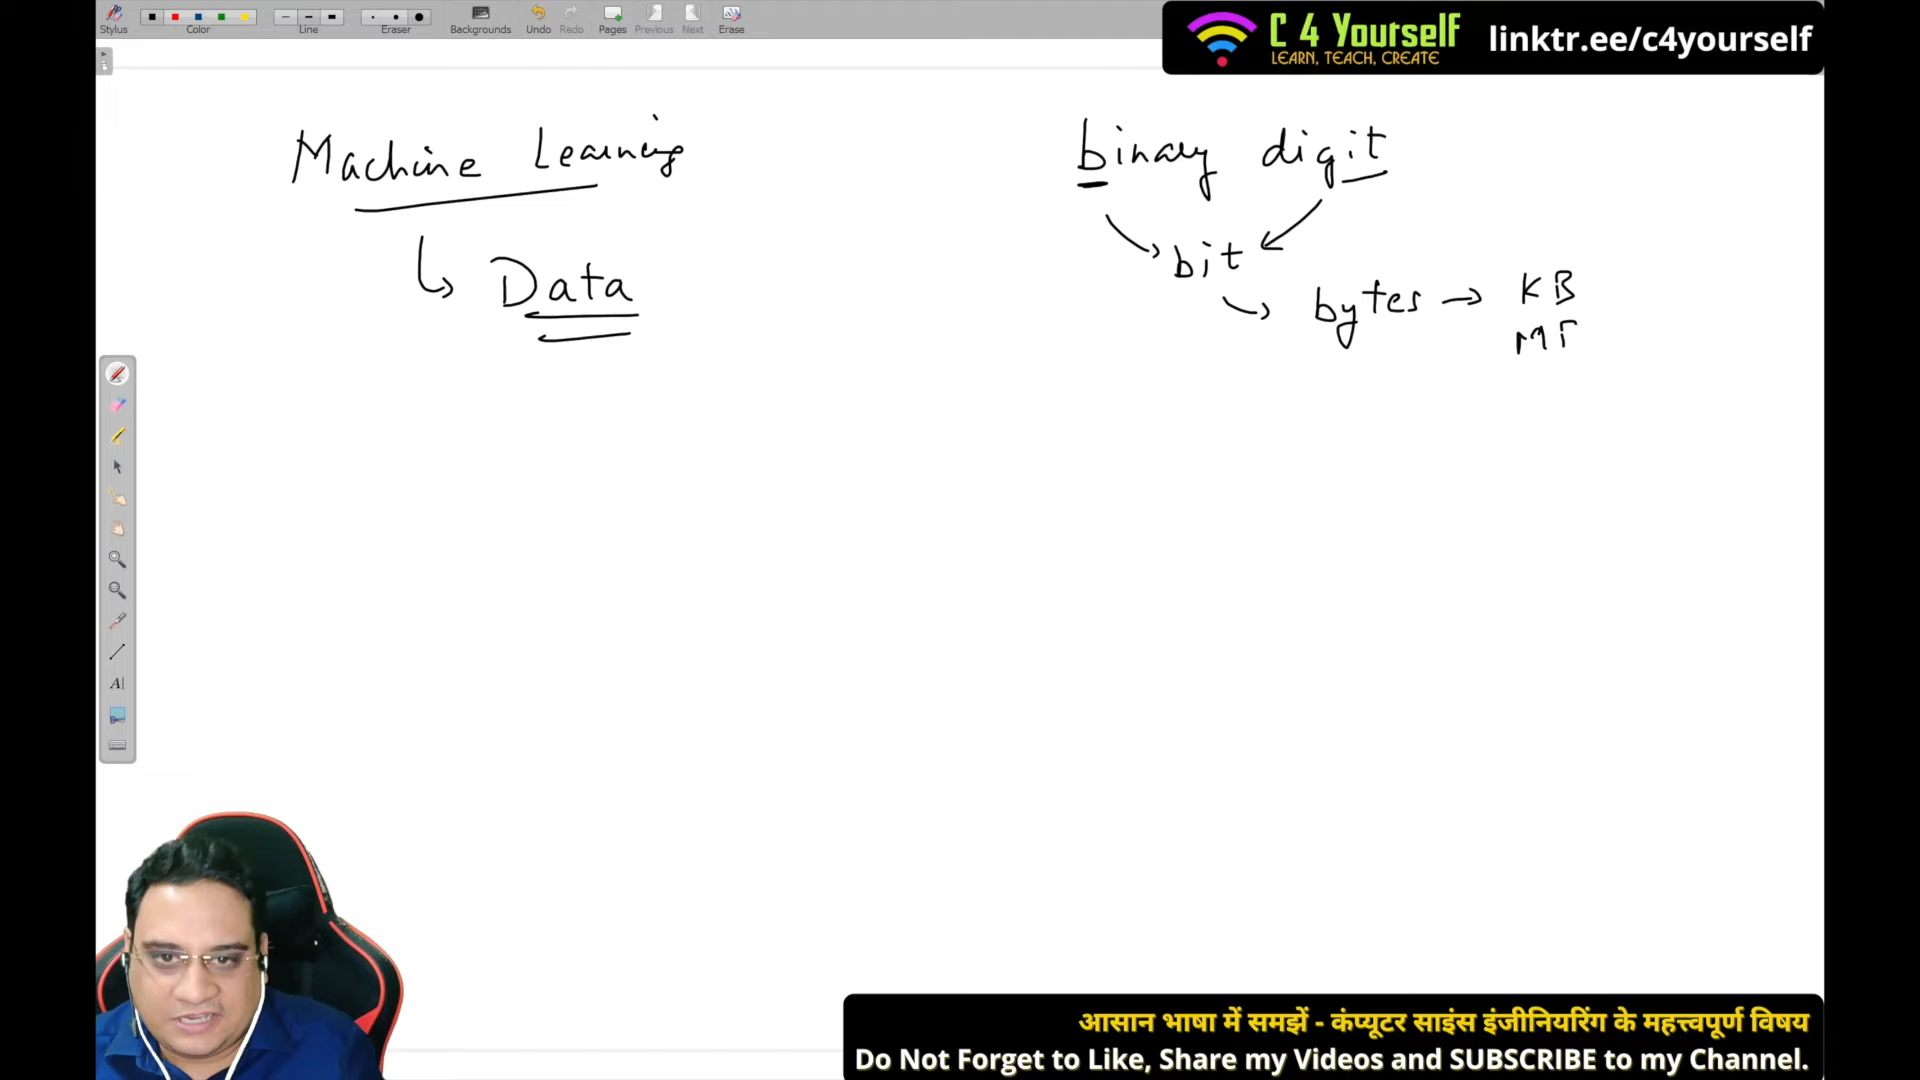 Stylus Color Line Eraser Backgrounds Undo Redo Pages Previous Next Erase
C 4 Yourself
LEARN, TEACH, CREATE
linktr.ee/c4yourself
Machine Learning
Data
binary digit
bit
bytes → KB
आसान भाषा में समझें - कंप्यूटर साइंस इंजीनियरिंग के महत्त्वपूर्ण विषय
Do Not Forget to Like, Share my Videos and SUBSCRIBE to my Channel.